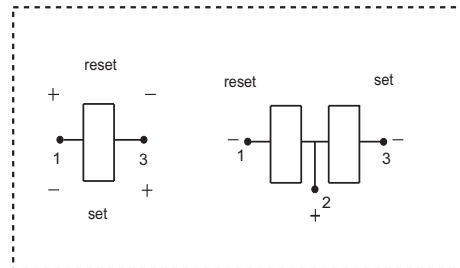 reset
+ −
1 3
− +
set
reset set
− 1 3 −
2
+